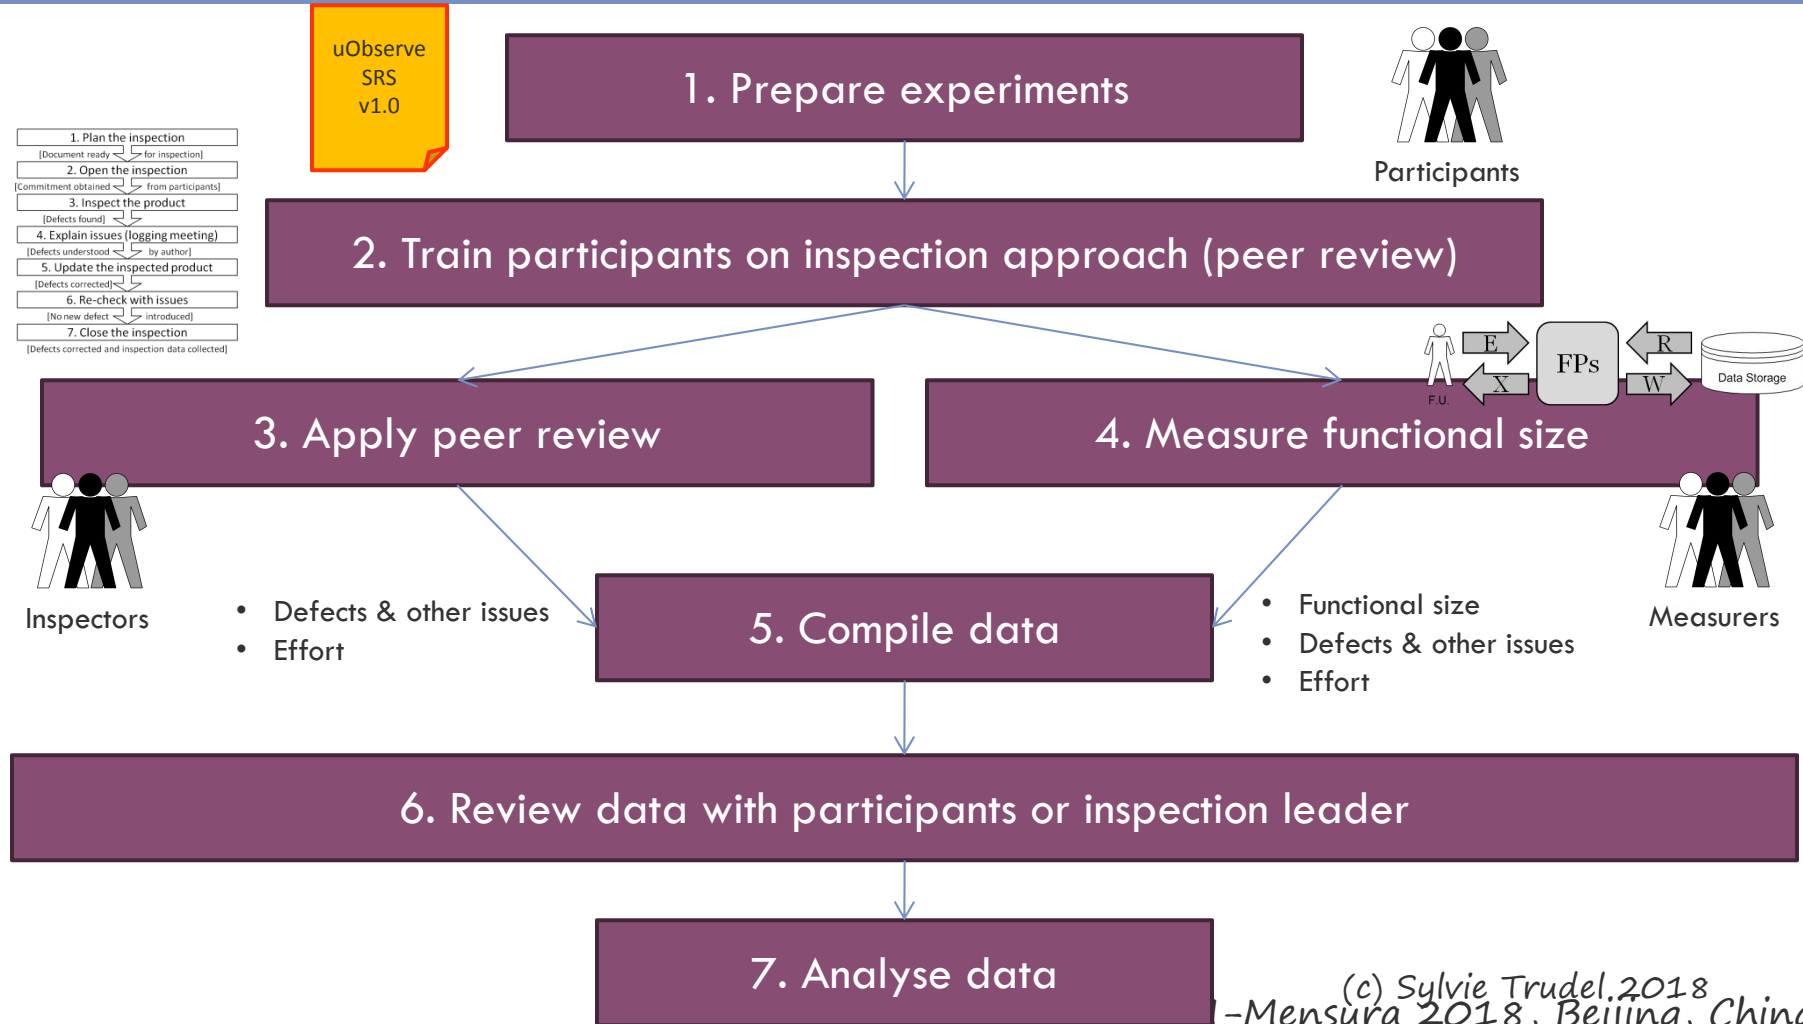 uObserve
SRS
v1.0
1. Prepare experiments
Participants
1. Plan the inspection
[Document ready for inspection]
2. Open the inspection
[Commitment obtained from participants]
3. Inspect the product
[Defects found]
4. Explain issues (logging meeting)
[Defects understood by author]
5. Update the inspected product
[Defects corrected]
6. Re-check with issues
[No new defect introduced]
7. Close the inspection
[Defects corrected and inspection data collected]
2. Train participants on inspection approach (peer review)
E
X
F.U.
FPs
R
W
Data Storage
3. Apply peer review
4. Measure functional size
Inspectors
• Defects & other issues
• Effort
5. Compile data
• Functional size
• Defects & other issues
• Effort
Measurers
6. Review data with participants or inspection leader
7. Analyse data
(c) Sylvie Trudel 2018
-Mensura 2018, Beijing, China